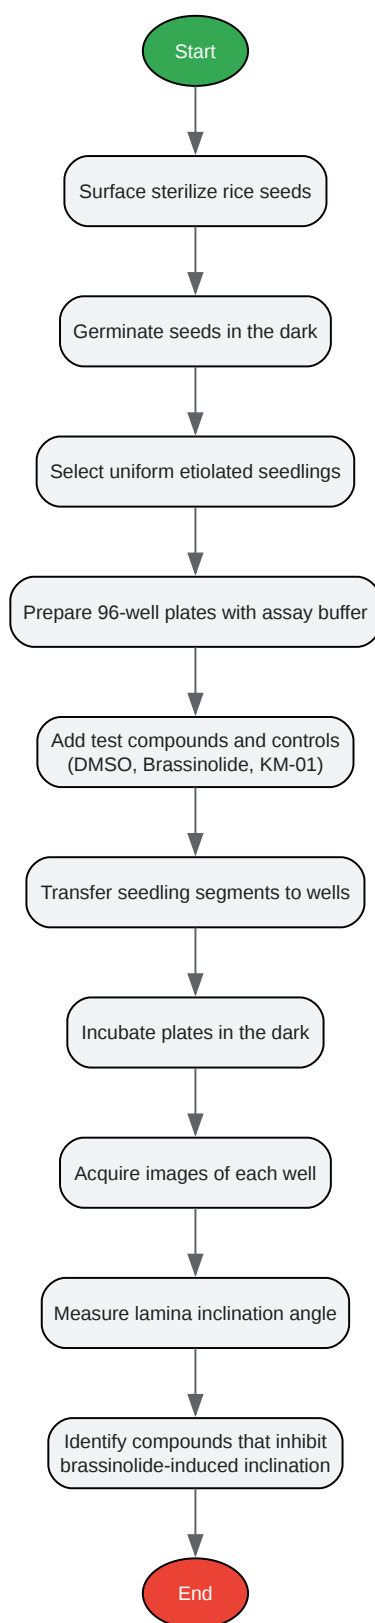 Start
Surface sterilize rice seeds
Germinate seeds in the dark
Select uniform etiolated seedlings
Prepare 96-well plates with assay buffer
Add test compounds and controls
(DMSO, Brassinolide, KM-01)
Transfer seedling segments to wells
Incubate plates in the dark
Acquire images of each well
Measure lamina inclination angle
Identify compounds that inhibit
brassinolide-induced inclination
End